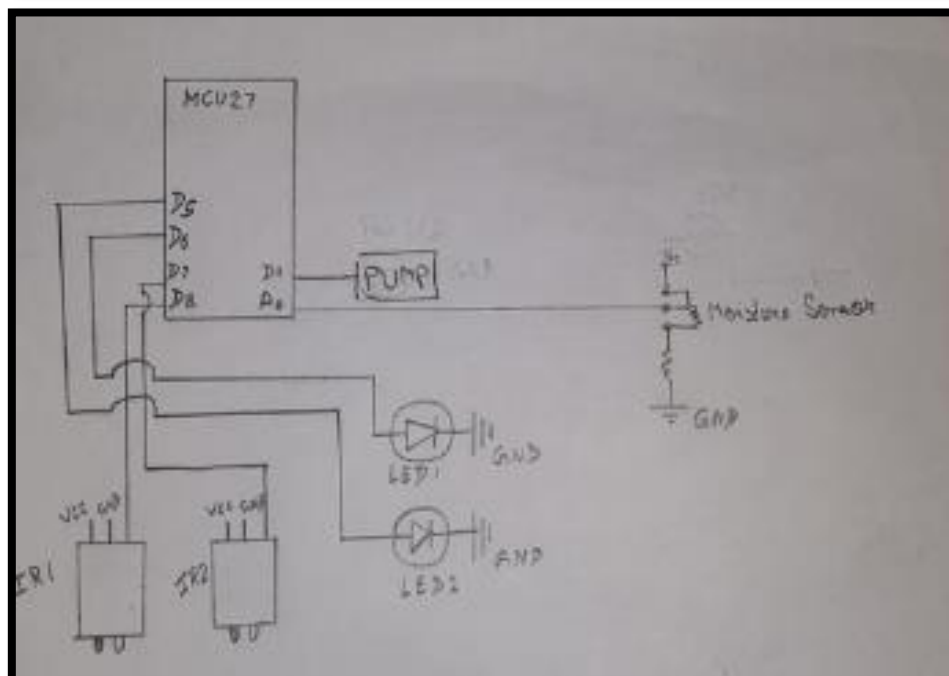 MCU27
D5
D6
D7
D8
D1
A0
PUMP
Moisture Sensor
GND
LED1
GND
LED2
GND
VCC GND
IR1
VCC GND
IR2